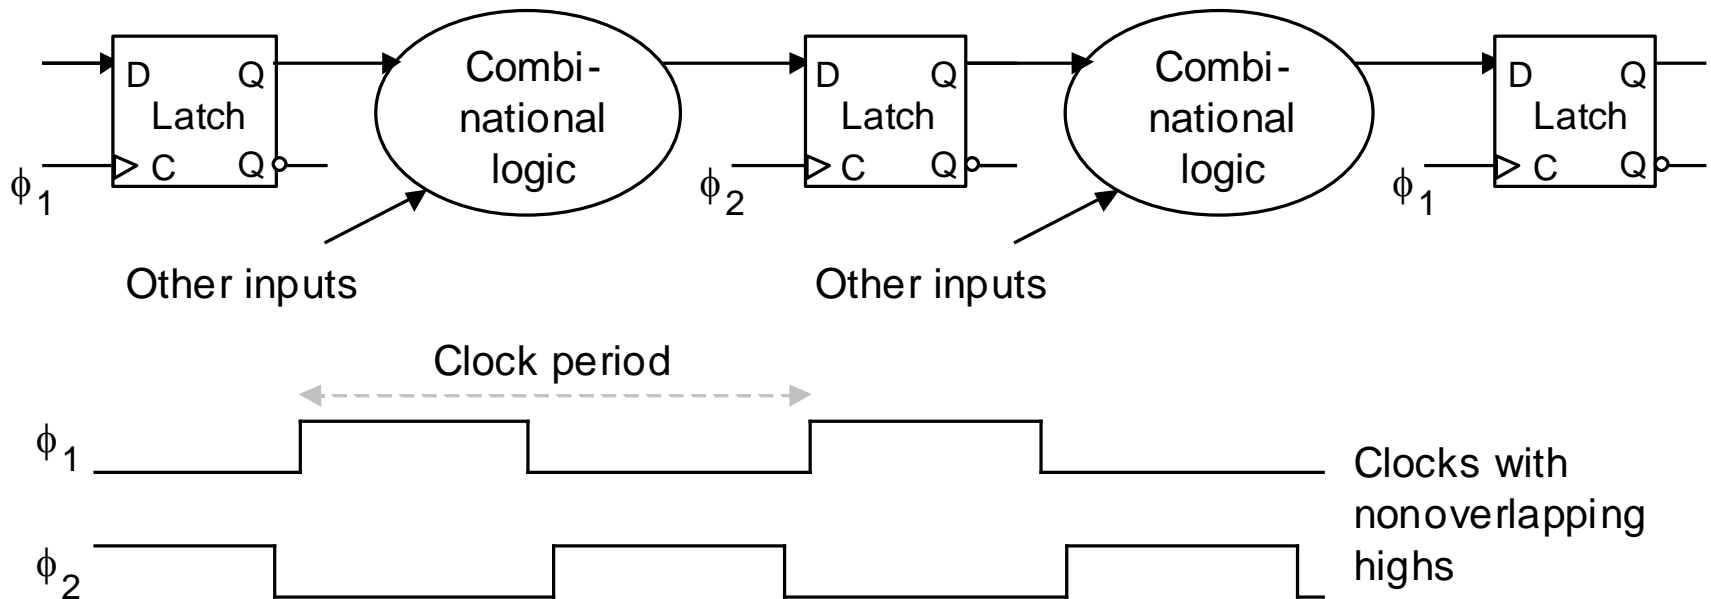 D Q
Latch
C Q
ϕ1
Combi-
national
logic
Other inputs
D Q
Latch
C Q
ϕ2
Combi-
national
logic
Other inputs
D Q
Latch
C Q
ϕ1
Clock period
ϕ1
ϕ2
Clocks with
nonoverlapping
highs